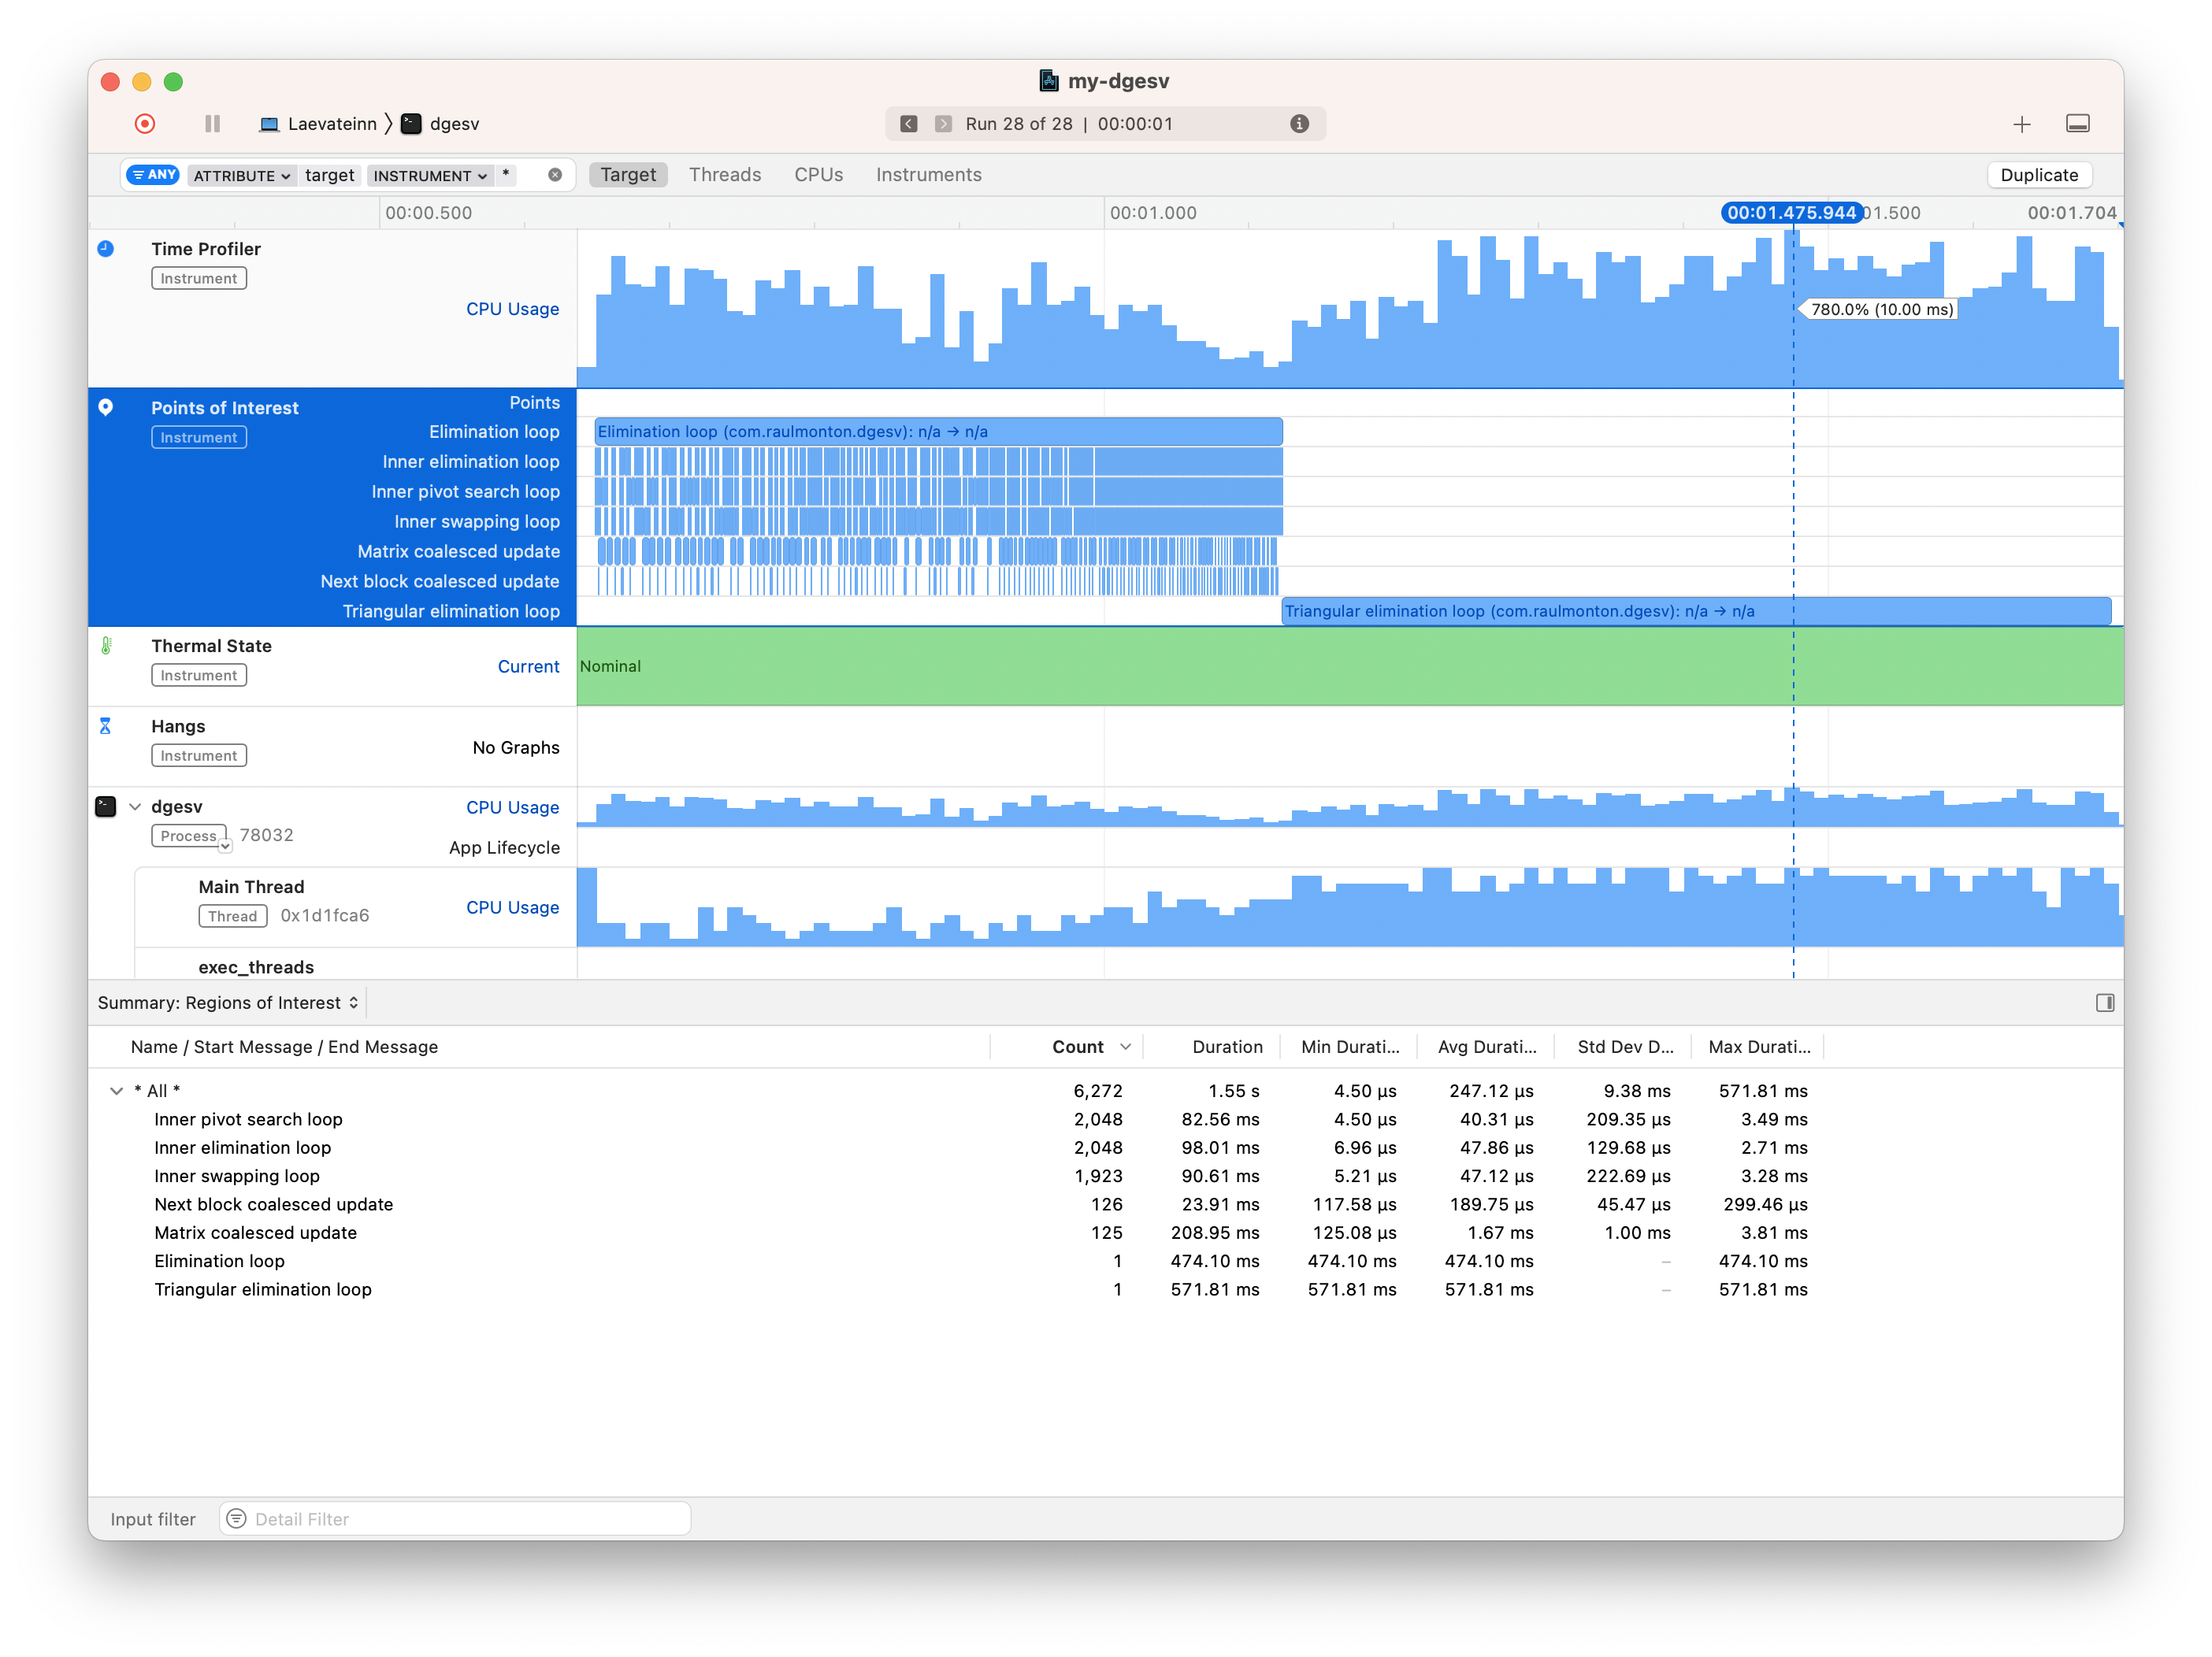 my-dgesv
Laevateinn 〉 dgesv
Run 28 of 28 | 00:00:01
ANY ATTRIBUTE target INSTRUMENT *
Target Threads CPUs Instruments
Duplicate
00:00.500 00:01.000 00:01.475.944 01.500 00:01.704
Time Profiler
Instrument
CPU Usage
780.0% (10.00 ms)
Points of Interest
Instrument
Points
Elimination loop
Elimination loop (com.raulmonton.dgesv): n/a → n/a
Inner elimination loop
Inner pivot search loop
Inner swapping loop
Matrix coalesced update
Next block coalesced update
Triangular elimination loop
Triangular elimination loop (com.raulmonton.dgesv): n/a → n/a
Thermal State
Instrument
Current
Nominal
Hangs
Instrument
No Graphs
dgesv
Process 78032
CPU Usage
App Lifecycle
Main Thread
Thread 0x1d1fca6
CPU Usage
exec_threads
Summary: Regions of Interest
Name / Start Message / End Message Count Duration Min Durati... Avg Durati... Std Dev D... Max Durati...
* All * 6,272 1.55 s 4.50 µs 247.12 µs 9.38 ms 571.81 ms
Inner pivot search loop 2,048 82.56 ms 4.50 µs 40.31 µs 209.35 µs 3.49 ms
Inner elimination loop 2,048 98.01 ms 6.96 µs 47.86 µs 129.68 µs 2.71 ms
Inner swapping loop 1,923 90.61 ms 5.21 µs 47.12 µs 222.69 µs 3.28 ms
Next block coalesced update 126 23.91 ms 117.58 µs 189.75 µs 45.47 µs 299.46 µs
Matrix coalesced update 125 208.95 ms 125.08 µs 1.67 ms 1.00 ms 3.81 ms
Elimination loop 1 474.10 ms 474.10 ms 474.10 ms – 474.10 ms
Triangular elimination loop 1 571.81 ms 571.81 ms 571.81 ms – 571.81 ms
Input filter Detail Filter